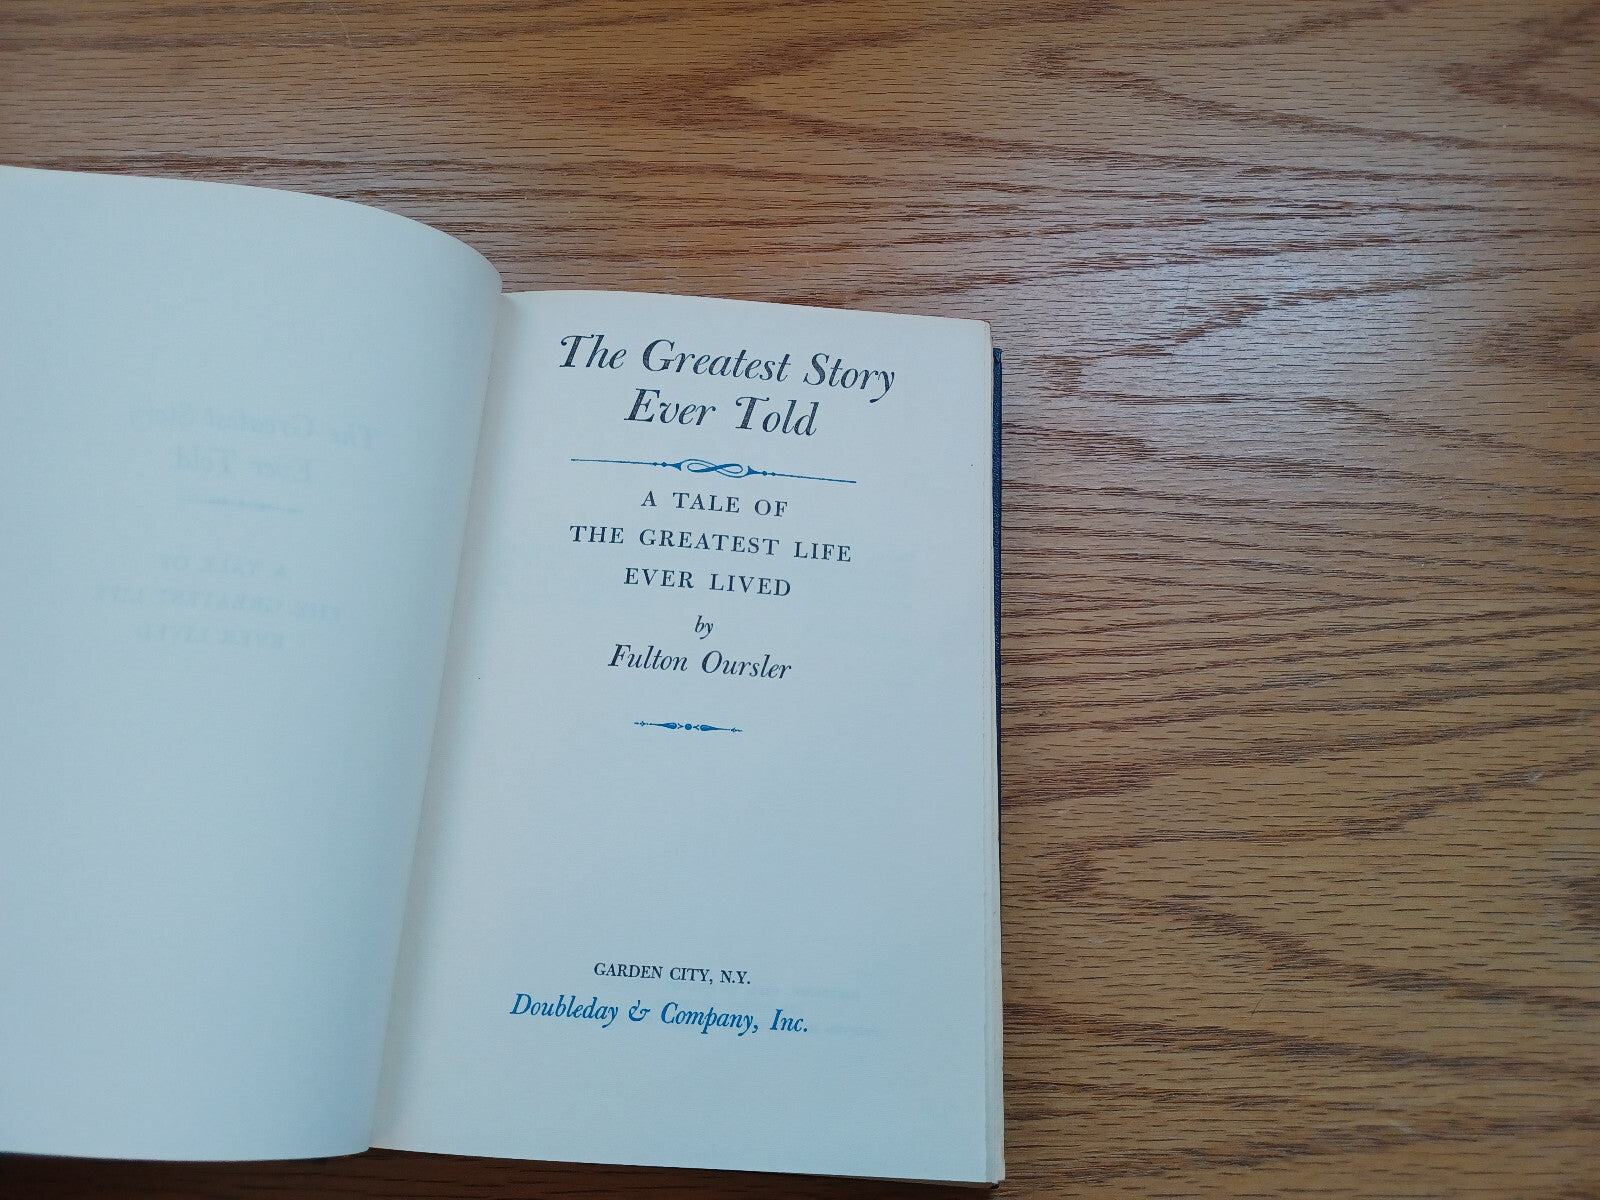 The Greatest Story
Ever Told
A TALE OF
THE GREATEST LIFE
EVER LIVED
by
Fulton Oursler
GARDEN CITY, N.Y.
Doubleday & Company, Inc.